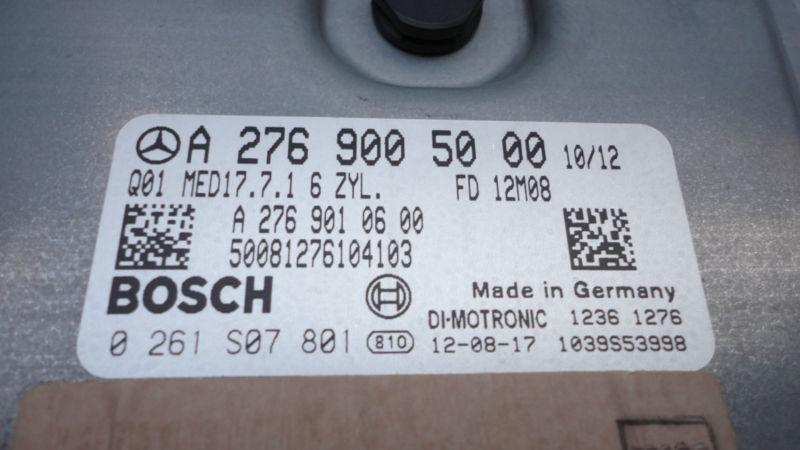 A 276 900 50 00 10/12
Q01 MED17.7.1 6 ZYL. FD 12M08
A 276 901 06 00
50081276104103
BOSCH
Made in Germany
DI-MOTRONIC 1236 1276
0 261 S07 801 810 12-08-17 1039S53998